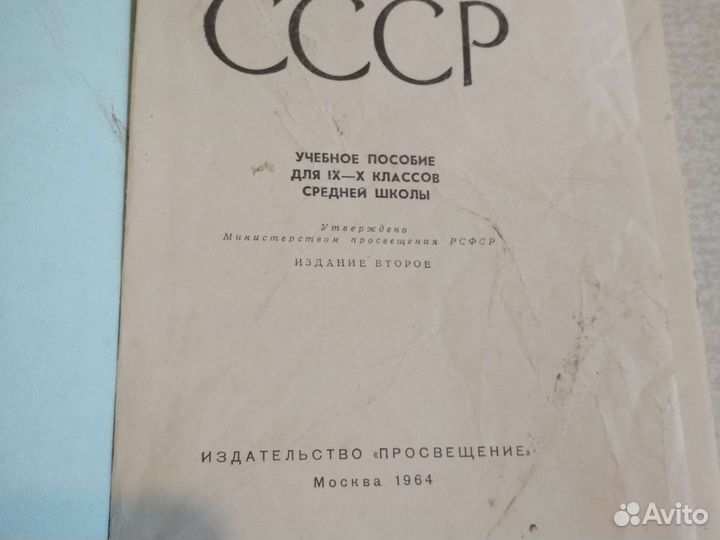 СССР
УЧЕБНОЕ ПОСОБИЕ
ДЛЯ IX—X КЛАССОВ
СРЕДНЕЙ ШКОЛЫ
Утверждено
Министерством просвещения РСФСР
ИЗДАНИЕ ВТОРОЕ
ИЗДАТЕЛЬСТВО «ПРОСВЕЩЕНИЕ»
Москва 1964
Avito